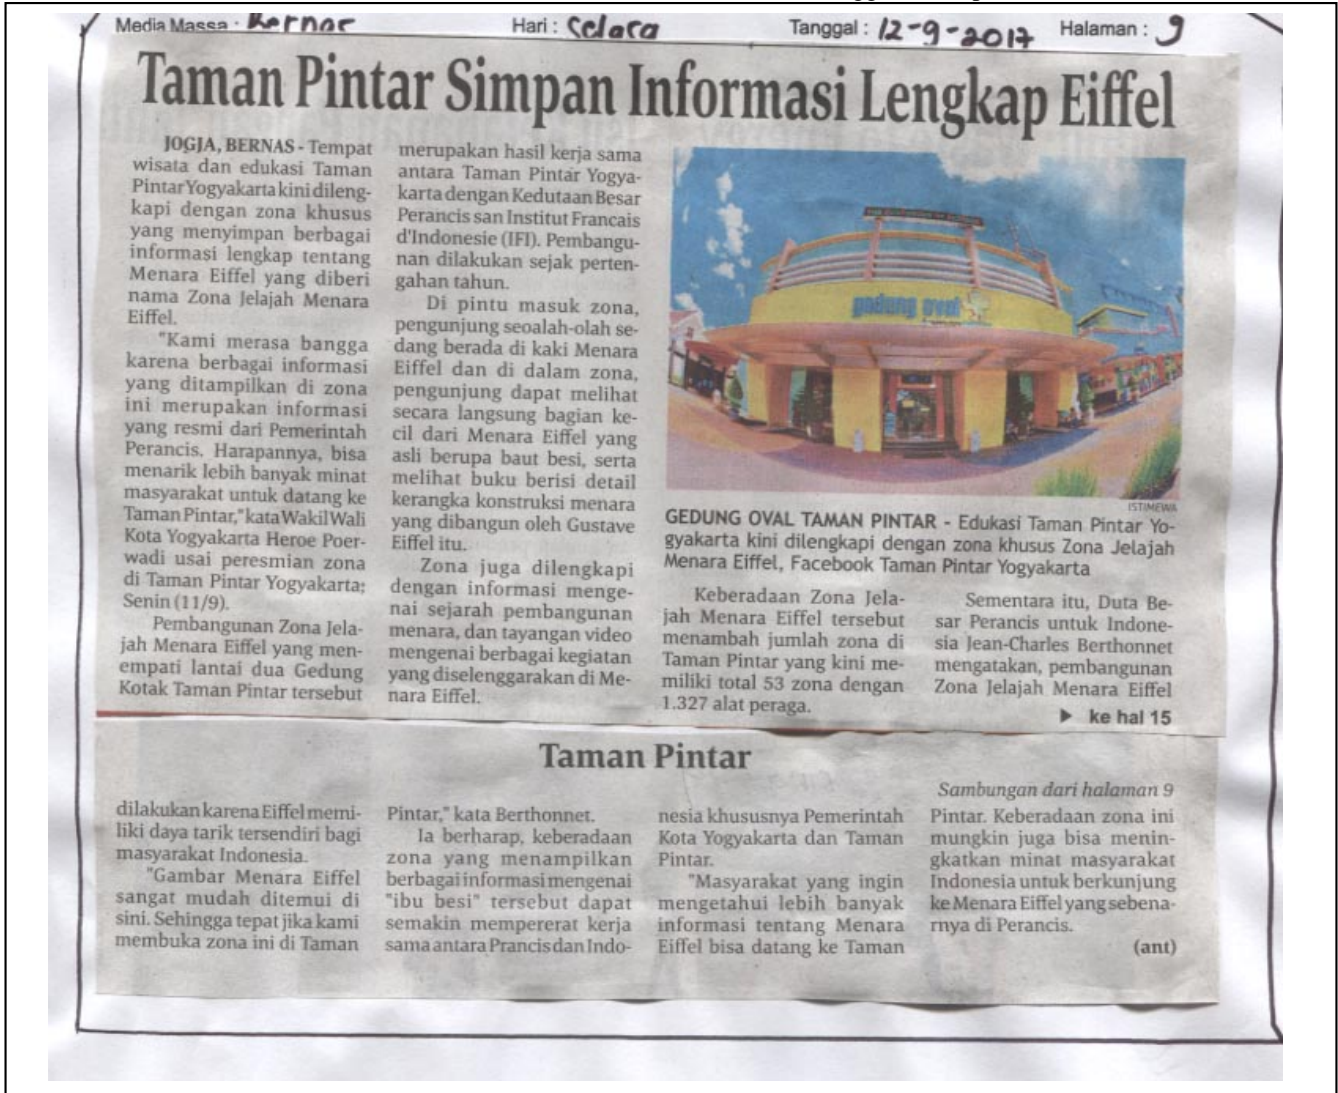 Media Massa : Bernas Hari : Selasa Tanggal : 12-9-2017 Halaman : 9
Taman Pintar Simpan Informasi Lengkap Eiffel
JOGJA, BERNAS - Tempat
wisata dan edukasi Taman
Pintar Yogyakarta kini dileng-
kapi dengan zona khusus
yang menyimpan berbagai
informasi lengkap tentang
Menara Eiffel yang diberi
nama Zona Jelajah Menara
Eiffel.
"Kami merasa bangga
karena berbagai informasi
yang ditampilkan di zona
ini merupakan informasi
yang resmi dari Pemerintah
Perancis. Harapannya, bisa
menarik lebih banyak minat
masyarakat untuk datang ke
Taman Pintar," kata Wakil Wali
Kota Yogyakarta Heroe Poer-
wadi usai peresmian zona
di Taman Pintar Yogyakarta;
Senin (11/9).
Pembangunan Zona Jela-
jah Menara Eiffel yang men-
empati lantai dua Gedung
Kotak Taman Pintar tersebut
merupakan hasil kerja sama
antara Taman Pintar Yogya-
karta dengan Kedutaan Besar
Perancis san Institut Francais
d'Indonesie (IFI). Pembangu-
nan dilakukan sejak perten-
gahan tahun.
Di pintu masuk zona,
pengunjung seoalah-olah se-
dang berada di kaki Menara
Eiffel dan di dalam zona,
pengunjung dapat melihat
secara langsung bagian ke-
cil dari Menara Eiffel yang
asli berupa baut besi, serta
melihat buku berisi detail
kerangka konstruksi menara
yang dibangun oleh Gustave
Eiffel itu.
Zona juga dilengkapi
dengan informasi menge-
nai sejarah pembangunan
menara, dan tayangan video
mengenai berbagai kegiatan
yang diselenggarakan di Me-
nara Eiffel.
gedung oval
ISTIMEWA
GEDUNG OVAL TAMAN PINTAR - Edukasi Taman Pintar Yo-
gyakarta kini dilengkapi dengan zona khusus Zona Jelajah
Menara Eiffel, Facebook Taman Pintar Yogyakarta
Keberadaan Zona Jela-
jah Menara Eiffel tersebut
menambah jumlah zona di
Taman Pintar yang kini me-
miliki total 53 zona dengan
1.327 alat peraga.
Sementara itu, Duta Be-
sar Perancis untuk Indone-
sia Jean-Charles Berthonnet
mengatakan, pembangunan
Zona Jelajah Menara Eiffel
▶ ke hal 15
Taman Pintar
Sambungan dari halaman 9
dilakukan karena Eiffel memi-
liki daya tarik tersendiri bagi
masyarakat Indonesia.
"Gambar Menara Eiffel
sangat mudah ditemui di
sini. Sehingga tepat jika kami
membuka zona ini di Taman
Pintar," kata Berthonnet.
Ia berharap, keberadaan
zona yang menampilkan
berbagai informasi mengenai
"ibu besi" tersebut dapat
semakin mempererat kerja
sama antara Prancis dan Indo-
nesia khususnya Pemerintah
Kota Yogyakarta dan Taman
Pintar.
"Masyarakat yang ingin
mengetahui lebih banyak
informasi tentang Menara
Eiffel bisa datang ke Taman
Pintar. Keberadaan zona ini
mungkin juga bisa menin-
gkatkan minat masyarakat
Indonesia untuk berkunjung
ke Menara Eiffel yang sebena-
rnya di Perancis.
(ant)